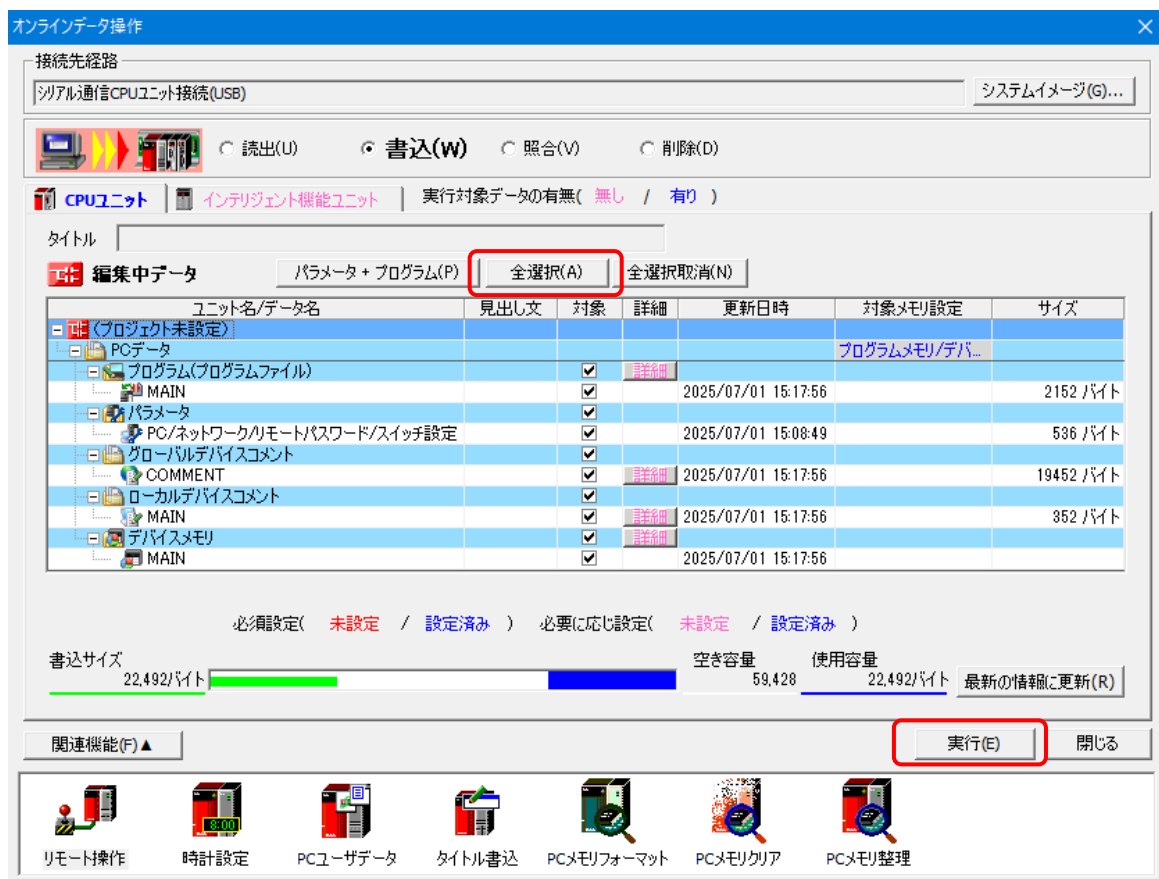 オンラインデータ操作
接続先経路
シリアル通信CPUユニット接続(USB)
システムイメージ(G)...
読出(U) 書込(W) 照合(V) 削除(D)
CPUユニット インテリジェント機能ユニット 実行対象データの有無( 無し / 有り )
タイトル
編集中データ パラメータ+プログラム(P) 全選択(A) 全選択取消(N)
ユニット名/データ名 見出し文 対象 詳細 更新日時 対象メモリ設定 サイズ
(プロジェクト未設定)
PCデータ プログラムメモリ/デバ...
プログラム(プログラムファイル) 詳細
MAIN 2025/07/01 15:17:56 2152 バイト
パラメータ
PC/ネットワーク/リモートパスワード/スイッチ設定 2025/07/01 15:08:49 536 バイト
グローバルデバイスコメント
COMMENT 詳細 2025/07/01 15:17:56 19452 バイト
ローカルデバイスコメント
MAIN 詳細 2025/07/01 15:17:56 352 バイト
デバイスメモリ 詳細
MAIN 2025/07/01 15:17:56
必須設定( 未設定 / 設定済み ) 必要に応じ設定( 未設定 / 設定済み )
書込サイズ 空き容量 使用容量
22,492バイト 59,428 22,492バイト 最新の情報に更新(R)
関連機能(F)▲ 実行(E) 閉じる
8:00
リモート操作 時計設定 PCユーザデータ タイトル書込 PCメモリフォーマット PCメモリクリア PCメモリ整理